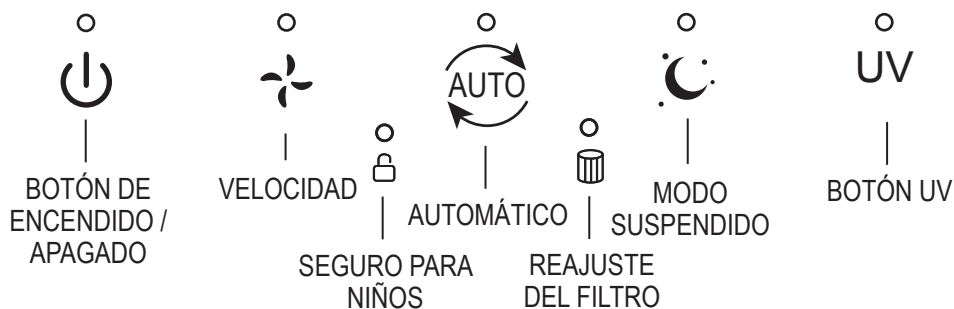 AUTO
UV
BOTÓN DE
ENCENDIDO /
APAGADO
VELOCIDAD
SEGURO PARA
NIÑOS
AUTOMÁTICO
REAJUSTE
DEL FILTRO
MODO
SUSPENDIDO
BOTÓN UV